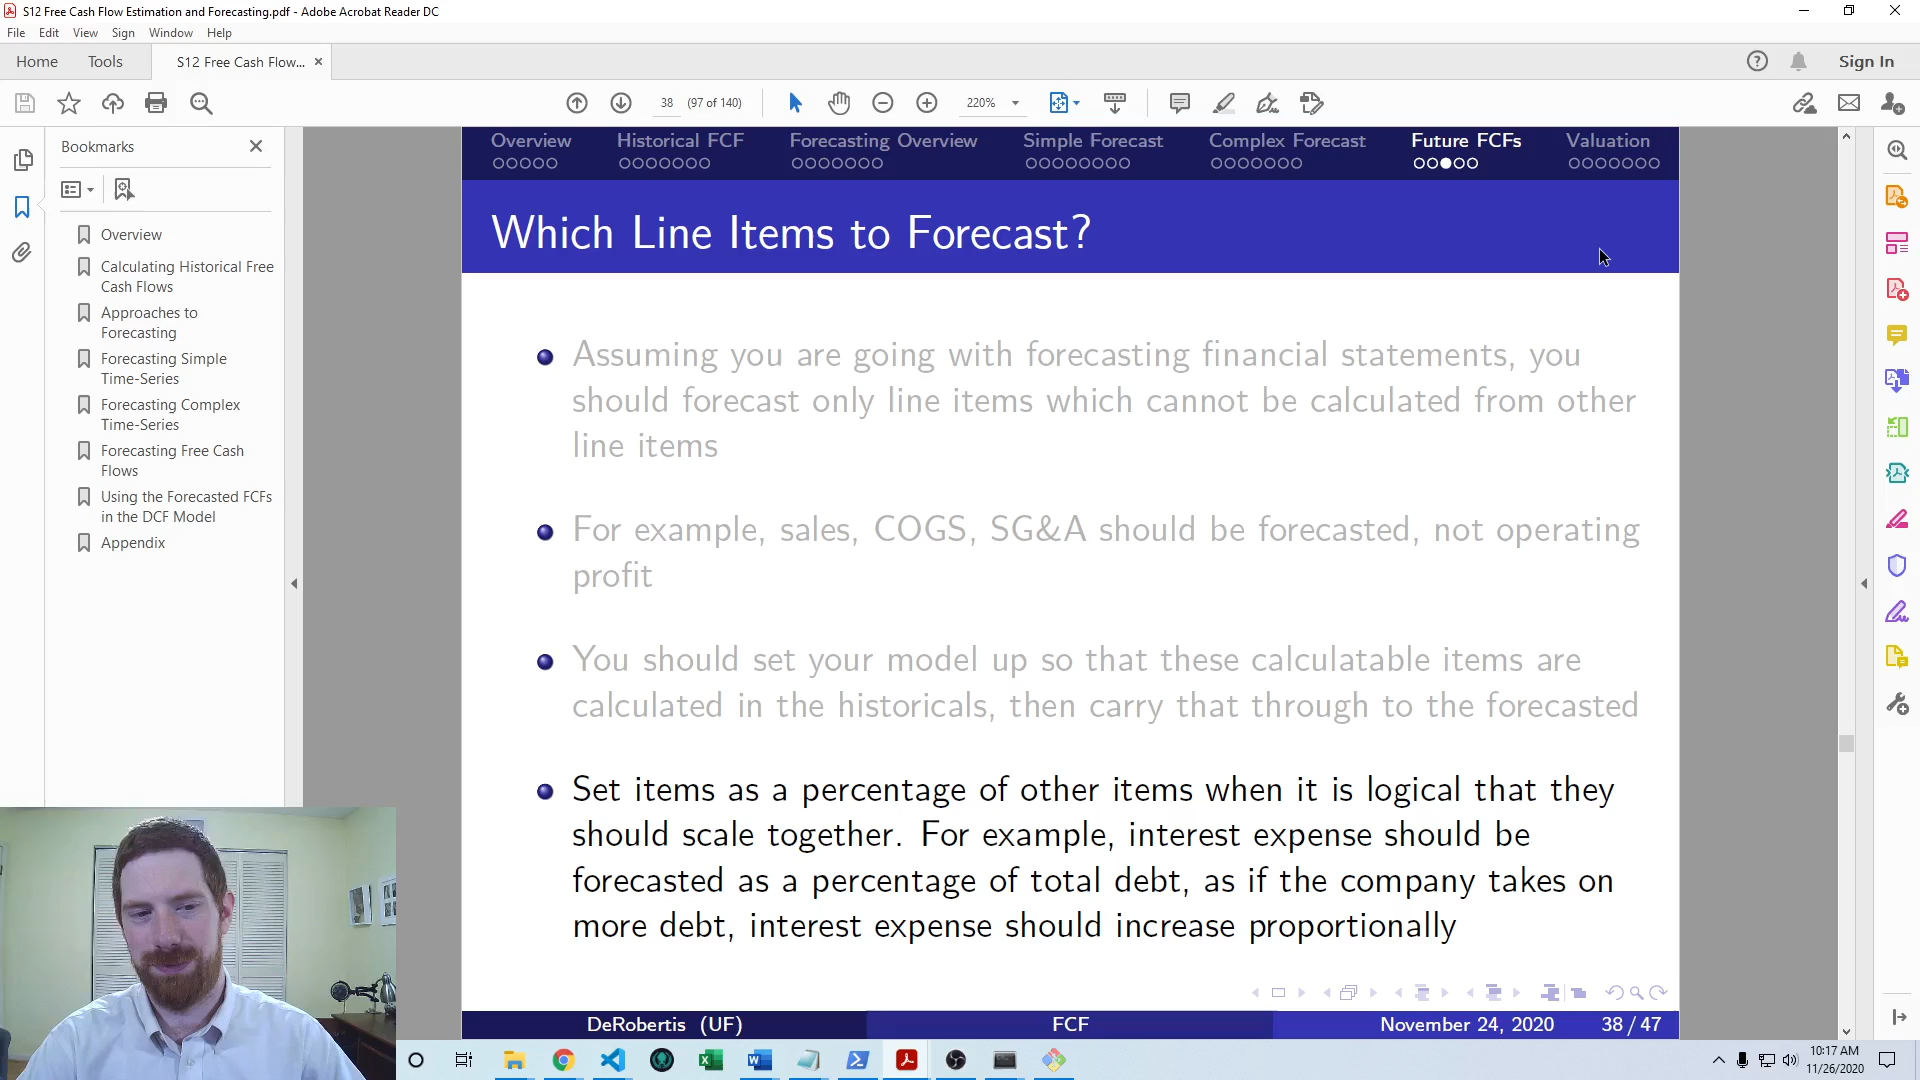 S12 Free Cash Flow Estimation and Forecasting.pdf - Adobe Acrobat Reader DC
File Edit View Sign Window Help
Home Tools S12 Free Cash Flow... × Sign In
38 (97 of 140) 220%
Bookmarks
Overview
Calculating Historical Free
Cash Flows
Approaches to
Forecasting
Forecasting Simple
Time-Series
Forecasting Complex
Time-Series
Forecasting Free Cash
Flows
Using the Forecasted FCFs
in the DCF Model
Appendix
Overview Historical FCF Forecasting Overview Simple Forecast Complex Forecast Future FCFs Valuation
Which Line Items to Forecast?
Assuming you are going with forecasting financial statements, you
should forecast only line items which cannot be calculated from other
line items
For example, sales, COGS, SG&A should be forecasted, not operating
profit
You should set your model up so that these calculatable items are
calculated in the historicals, then carry that through to the forecasted
Set items as a percentage of other items when it is logical that they
should scale together. For example, interest expense should be
forecasted as a percentage of total debt, as if the company takes on
more debt, interest expense should increase proportionally
DeRobertis (UF) FCF November 24, 2020 38 / 47
10:17 AM
11/26/2020